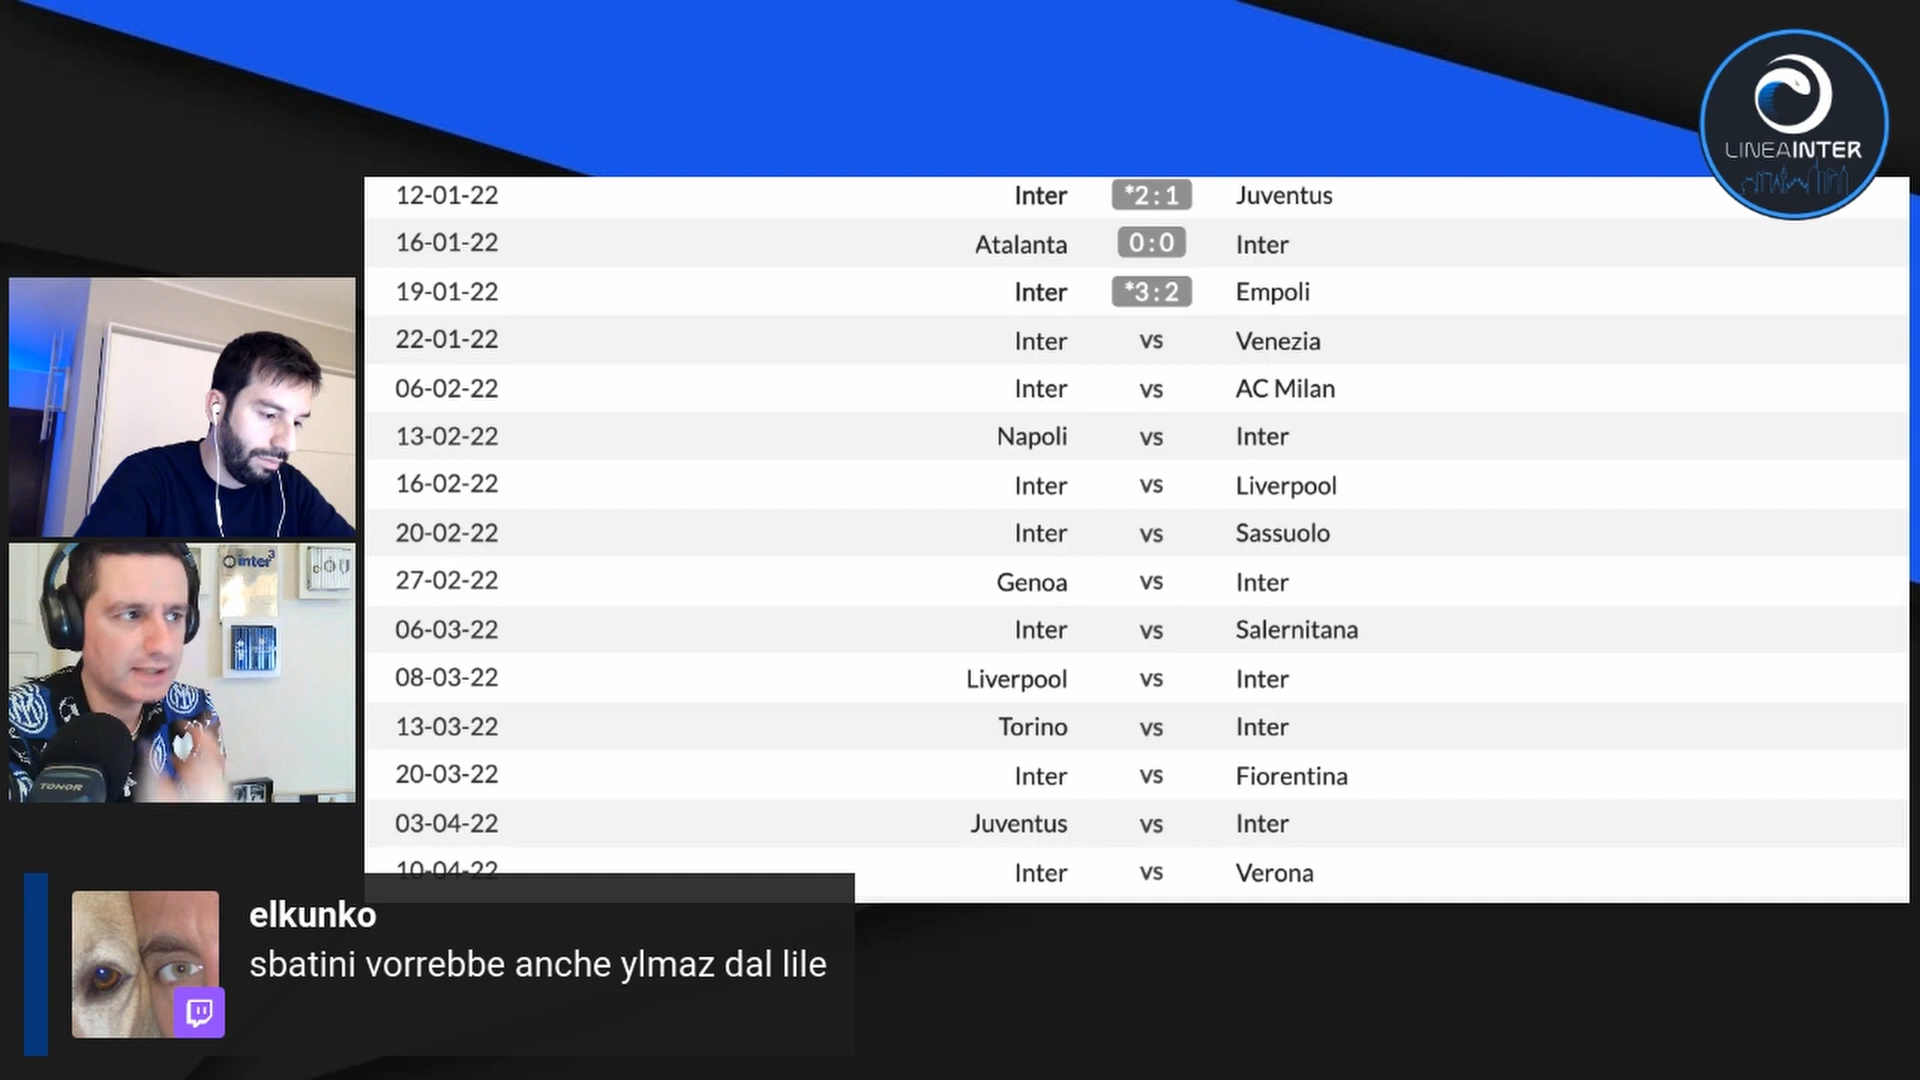 LINEAINTER
12-01-22 Inter *2:1 Juventus
16-01-22 Atalanta 0:0 Inter
19-01-22 Inter *3:2 Empoli
22-01-22 Inter vs Venezia
06-02-22 Inter vs AC Milan
13-02-22 Napoli vs Inter
16-02-22 Inter vs Liverpool
20-02-22 Inter vs Sassuolo
27-02-22 Genoa vs Inter
06-03-22 Inter vs Salernitana
08-03-22 Liverpool vs Inter
13-03-22 Torino vs Inter
20-03-22 Inter vs Fiorentina
03-04-22 Juventus vs Inter
10-04-22 Inter vs Verona
inter3
TONOR
elkunko
sbatini vorrebbe anche ylmaz dal lile